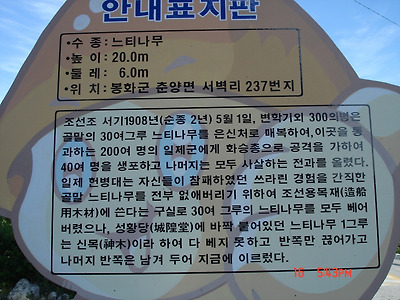 안내표지판
•수 종:느티나무
•높 이:20.0m
•둘 레: 6.0m
•위 치:봉화군 춘양면 서벽리 237번지
조선조 서기1908년(순종 2년) 5월 1일, 변학기외 300의병은
골말의 30여그루 느티나무를 은신처로 매복하여,이곳을 통
과하는 200여 명의 일제군에게 화승총으로 공격을 가하여
40여 명을 생포하고 나머지는 모두 사살하는 전과를 올렸다.
일제 헌병대는 자신들이 참패하였던 쓰라린 경험을 간직한
골말 느티나무를 전부 없애버리기 위하여 조선용목재(造船
用木材)에 쓴다는 구실로 30여 그루의 느티나무를 모두 베어
버렸으나, 성황당(城隍堂)에 바짝 붙어있던 느티나무 1그루
는 신목(神木)이라 하여 다 베지 못하고 반쪽만 끊어가고
나머지 반쪽은 남겨 두어 지금에 이르렀다.
5:43PM